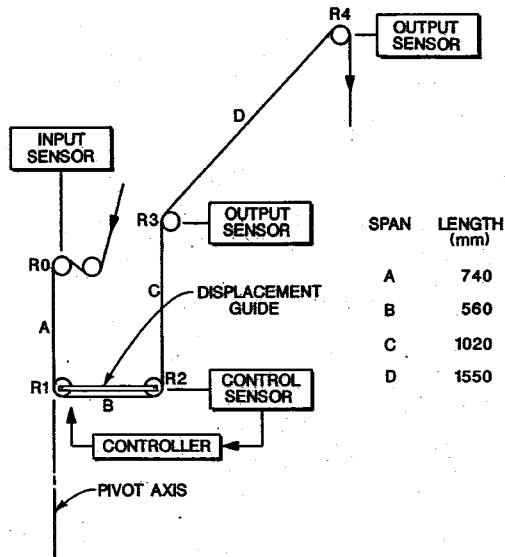 R4
OUTPUT
SENSOR
D
INPUT
SENSOR
R3
OUTPUT
SENSOR
SPAN LENGTH
(mm)
R0
C
A 740
DISPLACEMENT
GUIDE
A
B 560
C 1020
R1
R2
B
CONTROL
SENSOR
D 1550
CONTROLLER
PIVOT AXIS